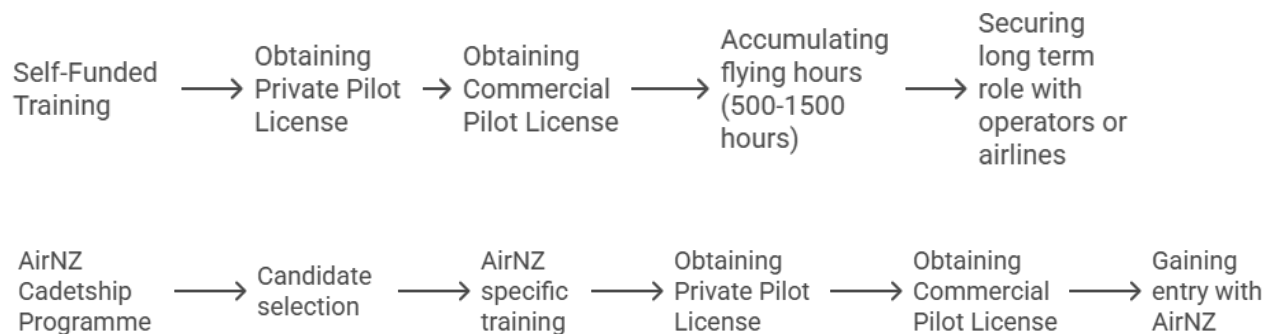 Self-Funded
Training
Obtaining
Private Pilot
License
Obtaining
Commercial
Pilot License
Accumulating
flying hours
(500-1500
hours)
Securing
long term
role with
operators or
airlines
AirNZ
Cadetship
Programme
Candidate
selection
AirNZ
specific
training
Obtaining
Private Pilot
License
Obtaining
Commercial
Pilot License
Gaining
entry with
AirNZ